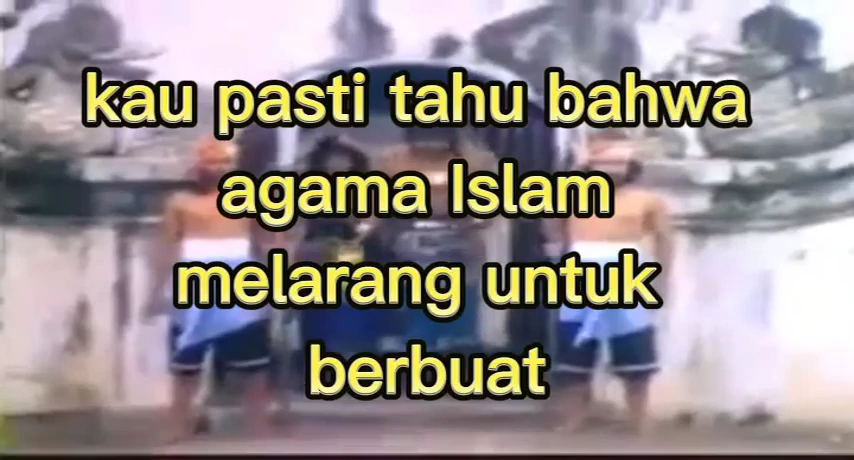 kau pasti tahu bahwa
agama Islam
melarang untuk
berbuat